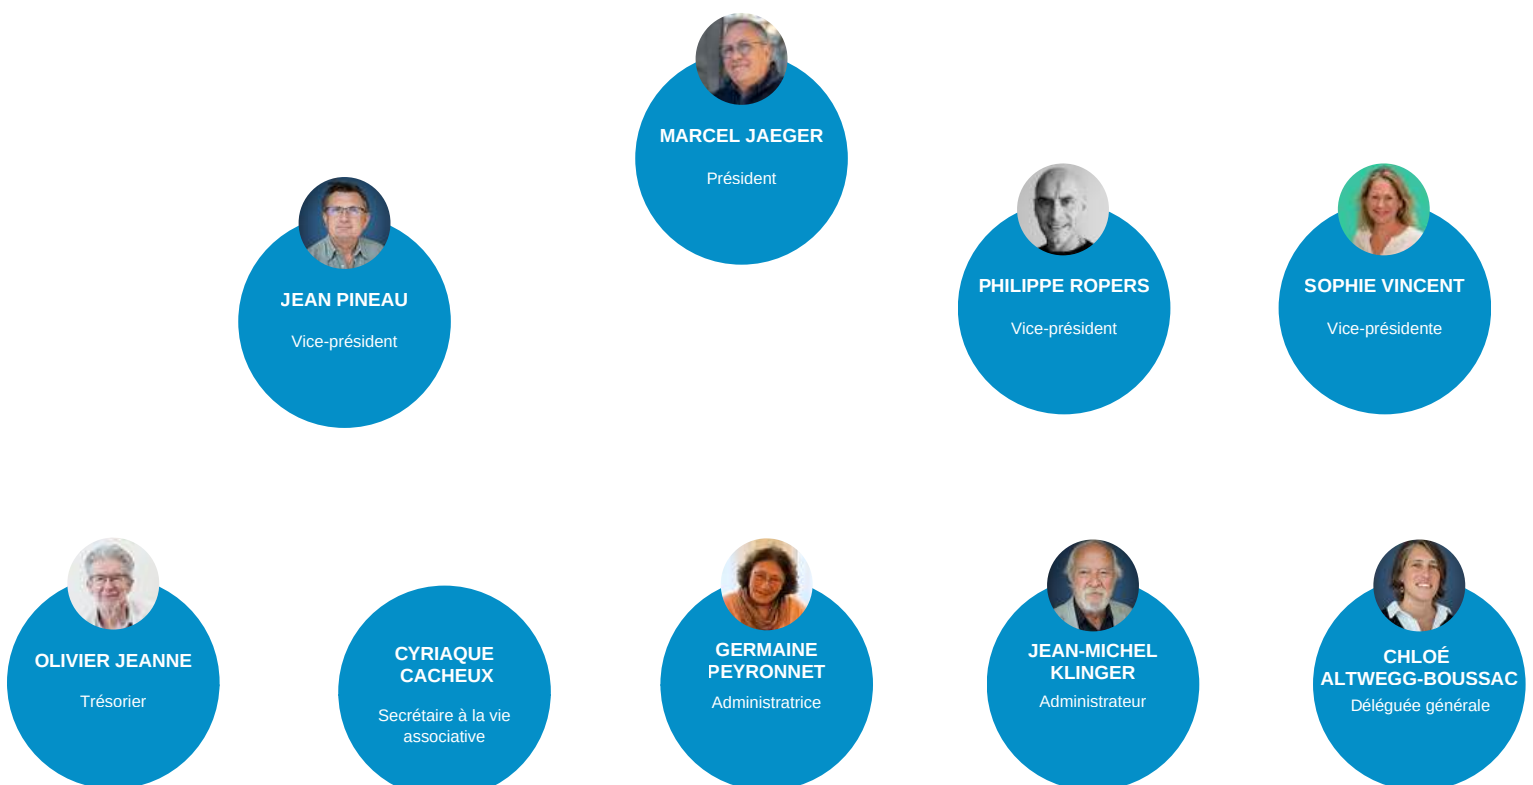 MARCEL JAEGER
Président
JEAN PINEAU
Vice-président
PHILIPPE ROPERS
Vice-président
SOPHIE VINCENT
Vice-présidente
OLIVIER JEANNE
Trésorier
CYRIAQUE
CACHEUX
Secrétaire à la vie
associative
GERMAINE
PEYRONNET
Administratrice
JEAN-MICHEL
KLINGER
Administrateur
CHLOÉ
ALTWEGG-BOUSSAC
Déléguée générale